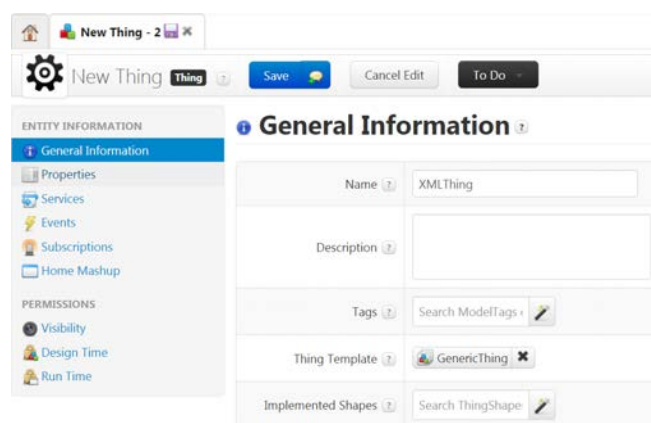 New Thing - 2
New Thing Thing ? Save Cancel Edit To Do
ENTITY INFORMATION
General Information
Properties
Services
Events
Subscriptions
Home Mashup
PERMISSIONS
Visibility
Design Time
Run Time
General Information ?
Name ? XMLThing
Description ?
Tags ? Search ModelTags
Thing Template ? GenericThing
Implemented Shapes ? Search ThingShape